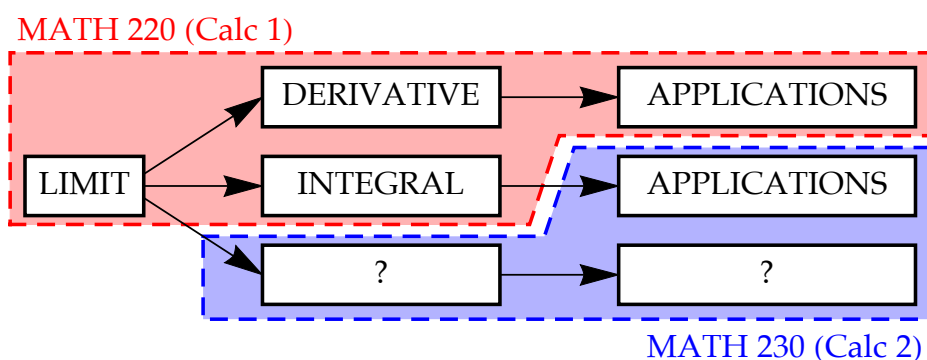 MATH 220 (Calc 1)
DERIVATIVE
APPLICATIONS
LIMIT
INTEGRAL
APPLICATIONS
?
?
MATH 230 (Calc 2)